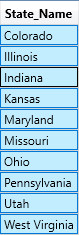 State_Name
Colorado
Illinois
Indiana
Kansas
Maryland
Missouri
Ohio
Pennsylvania
Utah
West Virginia